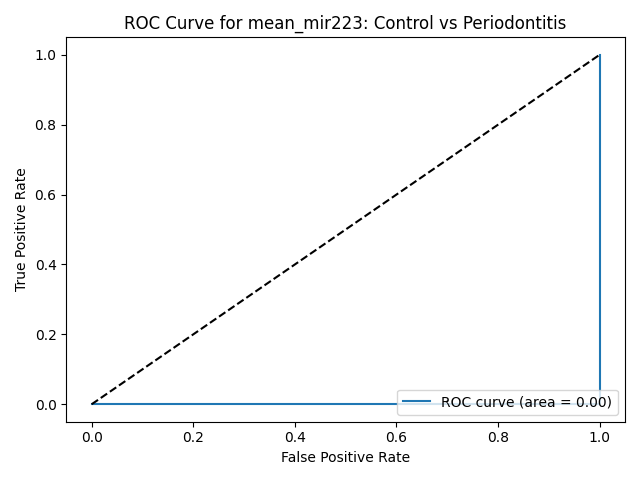 ROC Curve for mean_mir223: Control vs Periodontitis
True Positive Rate
1.0
0.8
0.6
0.4
0.2
0.0
ROC curve (area = 0.00)
0.0 0.2 0.4 0.6 0.8 1.0
False Positive Rate